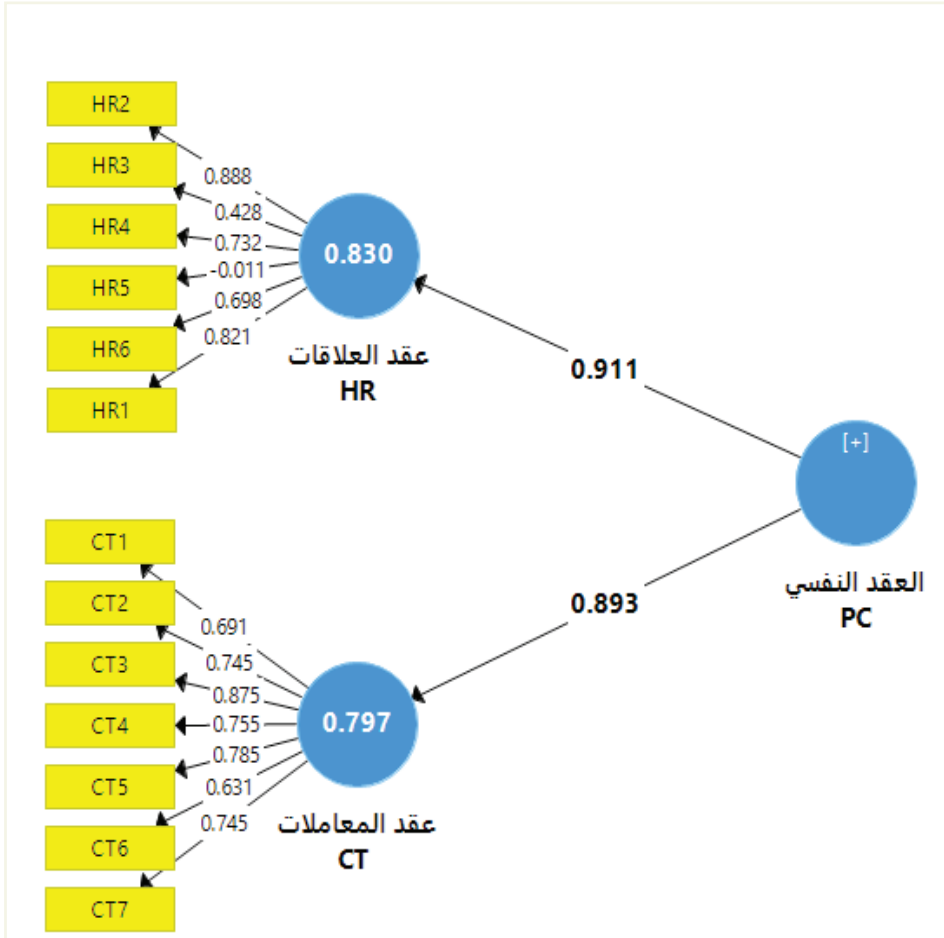 HR2
HR3
HR4
HR5
HR6
HR1
0.888
0.428
0.732
-0.011
0.698
0.821
0.830
عقد العلاقات
HR
0.911
[+]
العقد النفسي
PC
0.893
CT1
CT2
CT3
CT4
CT5
CT6
CT7
0.691
0.745
0.875
0.755
0.785
0.631
0.745
0.797
عقد المعاملات
CT